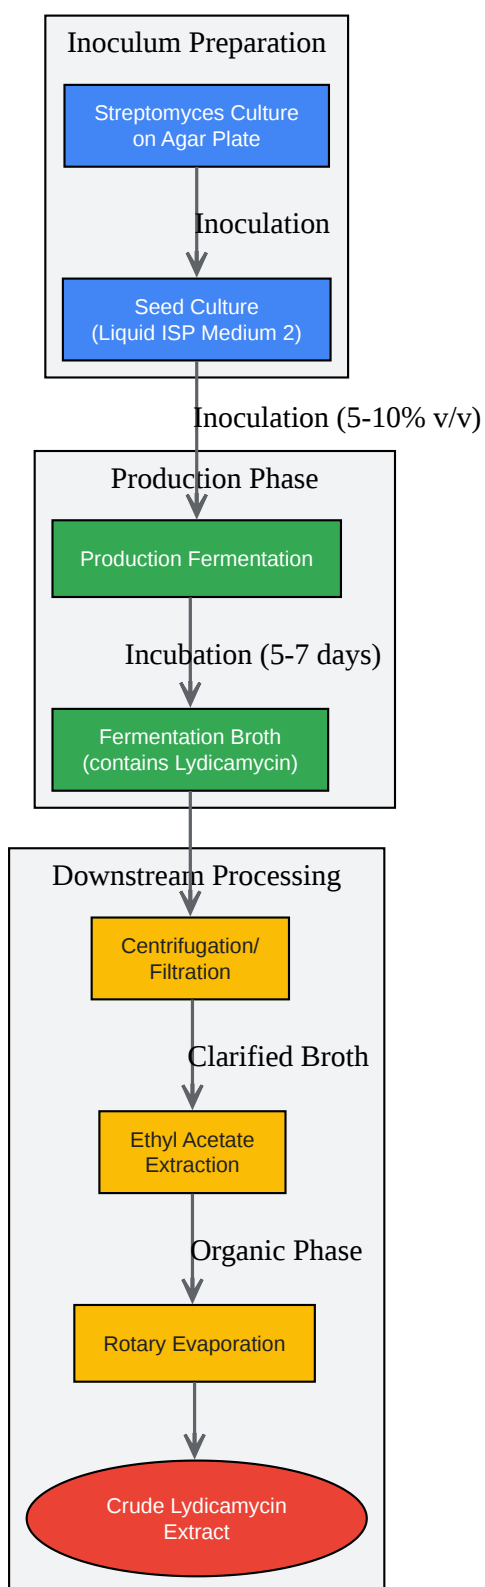 Inoculum Preparation
Streptomyces Culture
on Agar Plate
Inoculation
Seed Culture
(Liquid ISP Medium 2)
Inoculation (5-10% v/v)
Production Phase
Production Fermentation
Incubation (5-7 days)
Fermentation Broth
(contains Lydicamycin)
Downstream Processing
Centrifugation/
Filtration
Clarified Broth
Ethyl Acetate
Extraction
Organic Phase
Rotary Evaporation
Crude Lydicamycin
Extract